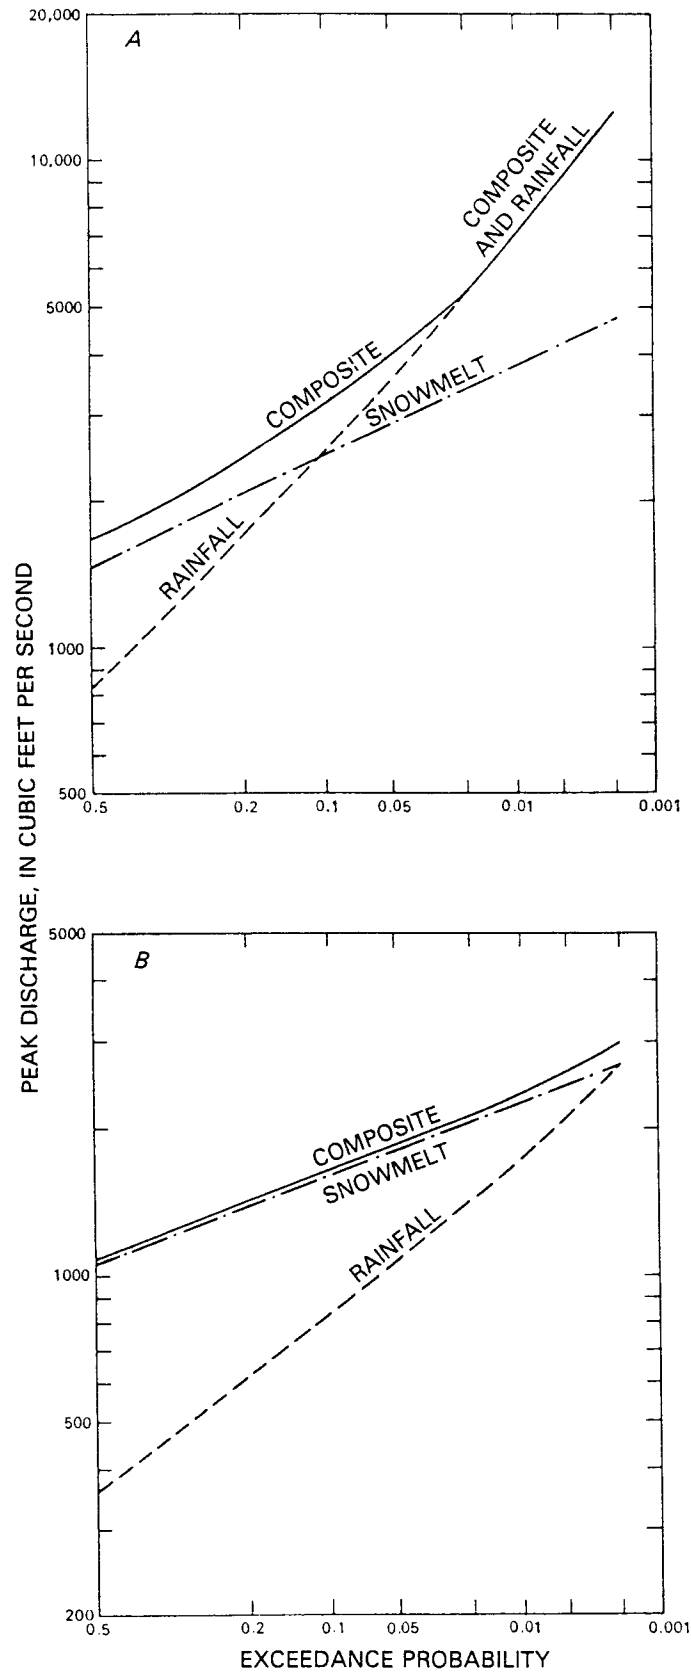 20,000
A
10,000
COMPOSITE
AND RAINFALL
5000
COMPOSITE
SNOWMELT
RAINFALL
1000
500
0.5 0.2 0.1 0.05 0.01 0.001
PEAK DISCHARGE, IN CUBIC FEET PER SECOND
5000
B
COMPOSITE
SNOWMELT
RAINFALL
1000
500
200
0.5 0.2 0.1 0.05 0.01 0.001
EXCEEDANCE PROBABILITY